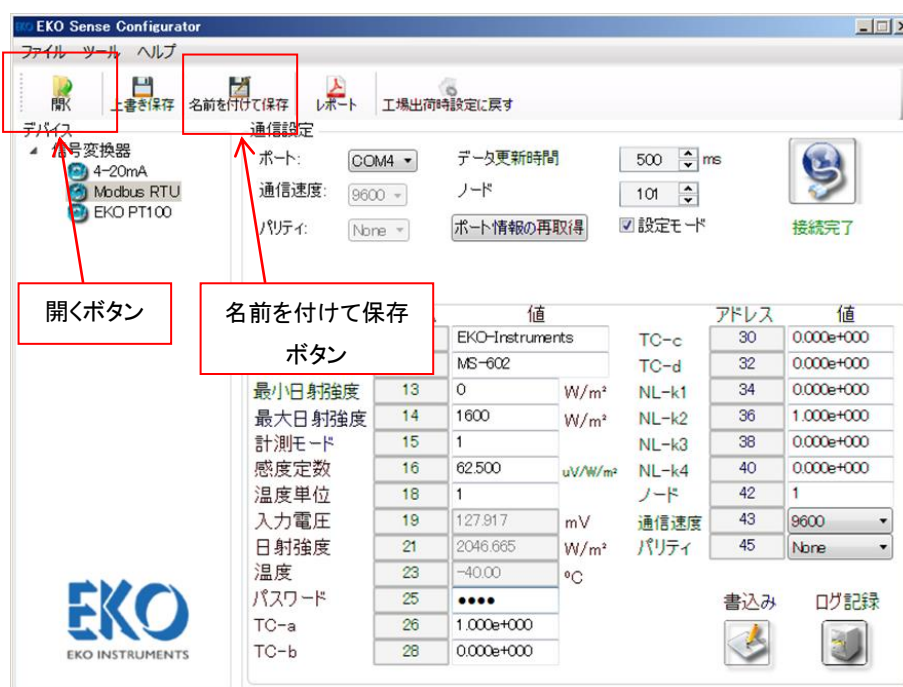 EKO Sense Configurator
ファイル ツール ヘルプ
開く 上書き保存 名前を付けて保存 レポート 工場出荷時設定に戻す
デバイス
信号変換器
4-20mA
Modbus RTU
EKO PT100
通信設定
ポート: COM4 データ更新時間 500 ms
通信速度: 9600 ノード 101
パリティ: None ポート情報の再取得 設定モード 接続完了
開くボタン
名前を付けて保存
ボタン
値 アドレス 値
EKO-Instruments TC-c 30 0.000e+000
MS-602 TC-d 32 0.000e+000
最小日射強度 13 0 W/m² NL-k1 34 0.000e+000
最大日射強度 14 1600 W/m² NL-k2 36 1.000e+000
計測モード 15 1 NL-k3 38 0.000e+000
感度定数 16 62.500 uV/W/m² NL-k4 40 0.000e+000
温度単位 18 1 ノード 42 1
入力電圧 19 127.917 mV 通信速度 43 9600
日射強度 21 2046.665 W/m² パリティ 45 None
温度 23 -40.00 ºC
パスワード 25 ●●●●
TC-a 26 1.000e+000
TC-b 28 0.000e+000
書込み ログ記録
EKO
EKO INSTRUMENTS